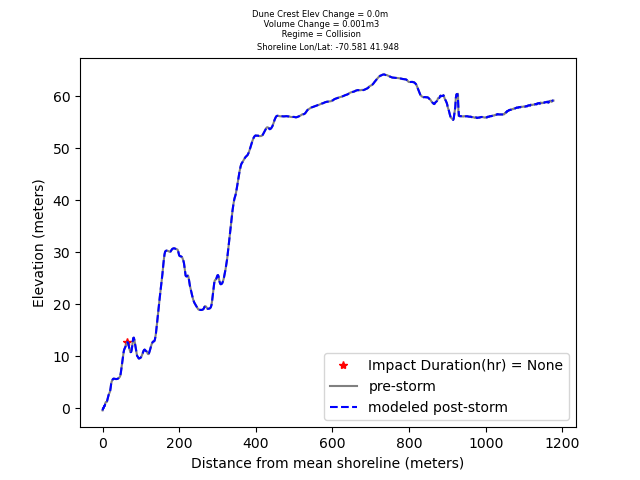 Dune Crest Elev Change = 0.0m
Volume Change = 0.001m3
Regime = Collision
Shoreline Lon/Lat: -70.581 41.948
60
50
40
30
20
10
0
Elevation (meters)
Impact Duration(hr) = None
pre-storm
modeled post-storm
0 200 400 600 800 1000 1200
Distance from mean shoreline (meters)